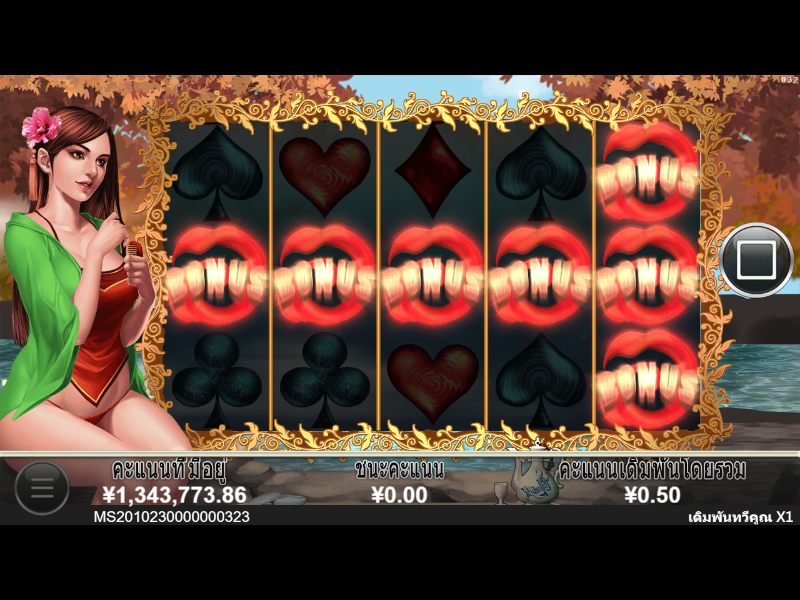 032
BONUS
BONUS BONUS BONUS BONUS BONUS
BONUS
คะแนนที่มีอยู่ ชนะคะแนน คะแนนเดิมพันโดยรวม
¥1,343,773.86 ¥0.00 ¥0.50
MS2010230000000323 เดิมพันทวีคูณ X1